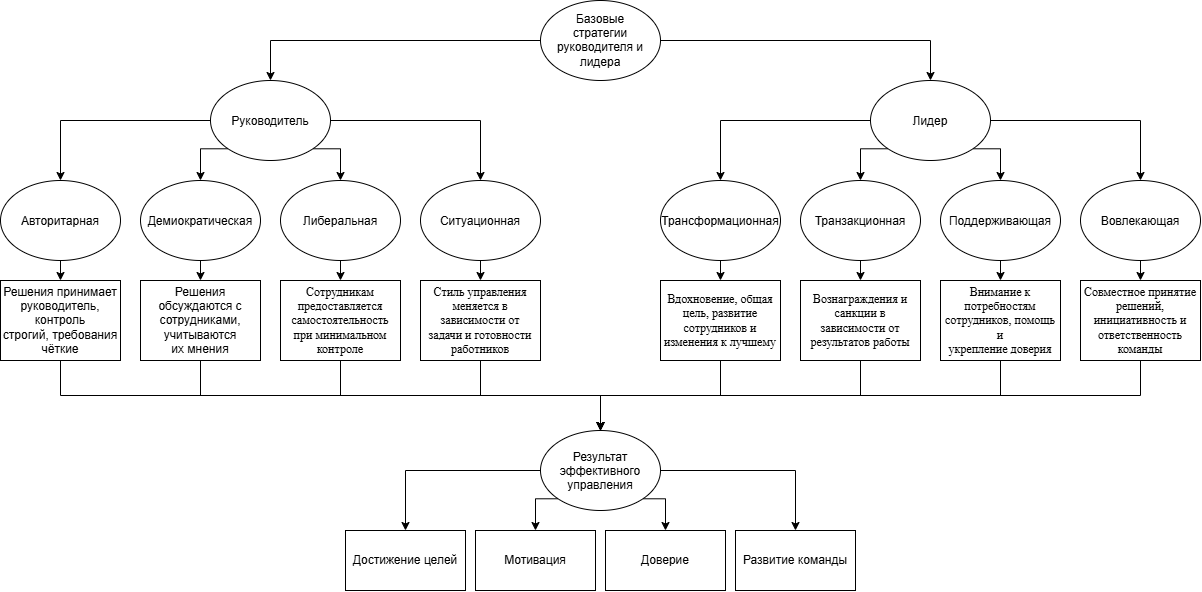 Базовые
стратегии
руководителя и
лидера
Руководитель
Лидер
Авторитарная
Демиократическая
Либеральная
Ситуационная
Трансформационная
Транзакционная
Поддерживающая
Вовлекающая
Решения принимает
руководитель,
контроль
строгий, требования
чёткие
Решения
обсуждаются с
сотрудниками,
учитываются
их мнения
Сотрудникам
предоставляется
самостоятельность
при минимальном
контроле
Стиль управления
меняется в
зависимости от
задачи и готовности
работников
Вдохновение, общая
цель, развитие
сотрудников и
изменения к лучшему
Вознаграждения и
санкции в
зависимости от
результатов работы
Внимание к
потребностям
сотрудников, помощь
и
укрепление доверия
Совместное принятие
решений,
инициативность и
ответственность
команды
Результат
эффективного
управления
Достижение целей
Мотивация
Доверие
Развитие команды